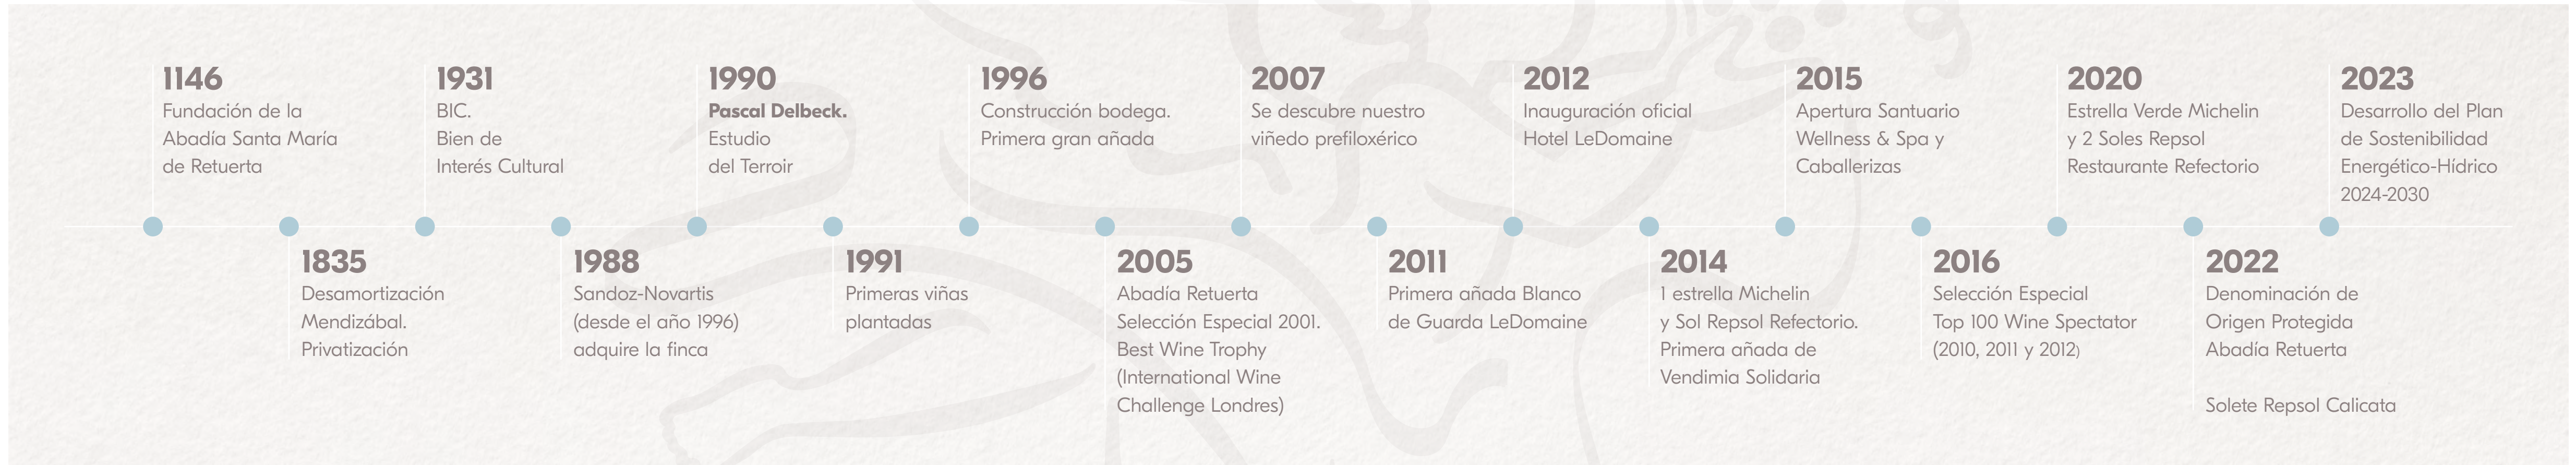 1146
Fundación de la
Abadía Santa María
de Retuerta
1835
Desamortización
Mendizábal.
Privatización
1931
BIC.
Bien de
Interés Cultural
1988
Sandoz-Novartis
(desde el año 1996)
adquire la finca
1990
Pascal Delbeck.
Estudio
del Terroir
1991
Primeras viñas
plantadas
1996
Construcción bodega.
Primera gran añada
2005
Abadía Retuerta
Selección Especial 2001.
Best Wine Trophy
(International Wine
Challenge Londres)
2007
Se descubre nuestro
viñedo prefiloxérico
2011
Primera añada Blanco
de Guarda LeDomaine
2012
Inauguración oficial
Hotel LeDomaine
2014
1 estrella Michelin
y Sol Repsol Refectorio.
Primera añada de
Vendimia Solidaria
2015
Apertura Santuario
Wellness & Spa y
Caballerizas
2016
Selección Especial
Top 100 Wine Spectator
(2010, 2011 y 2012)
2020
Estrella Verde Michelin
y 2 Soles Repsol
Restaurante Refectorio
2022
Denominación de
Origen Protegida
Abadía Retuerta
Solete Repsol Calicata
2023
Desarrollo del Plan
de Sostenibilidad
Energético-Hídrico
2024-2030